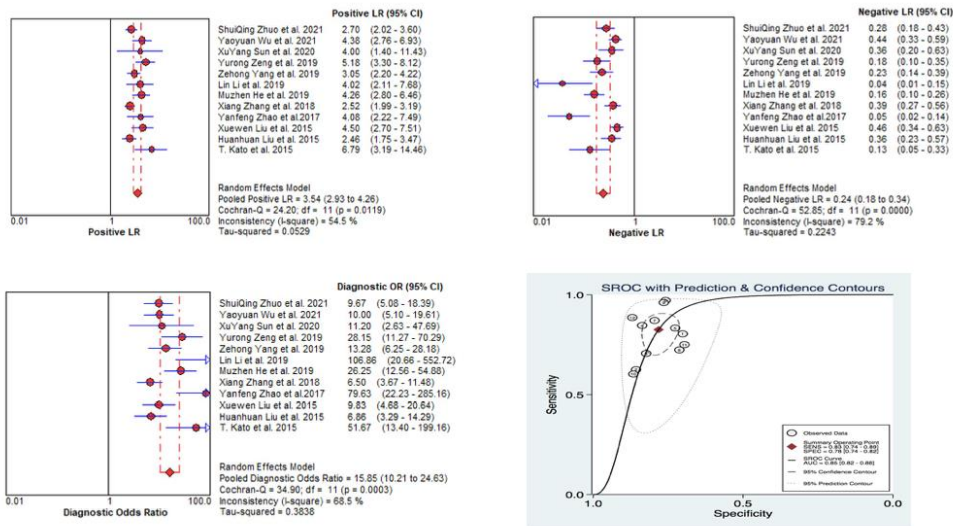 Positive LR (95% CI)
ShuiQing Zhuo et al. 2021 2.70 (2.02 - 3.60)
Yaoyuan Wu et al. 2021 4.38 (2.76 - 6.93)
XuYang Sun et al. 2020 4.00 (1.40 - 11.43)
Yurong Zeng et al. 2019 5.18 (3.30 - 8.12)
Zehong Yang et al. 2019 3.05 (2.20 - 4.22)
Lin Li et al. 2019 4.02 (2.11 - 7.68)
Muzhen He et al. 2019 4.26 (2.80 - 6.46)
Xiang Zhang et al. 2018 2.52 (1.99 - 3.19)
Yanfeng Zhao et al.2017 4.08 (2.22 - 7.49)
Xuewen Liu et al. 2015 4.50 (2.70 - 7.51)
Huanhuan Liu et al. 2015 2.46 (1.75 - 3.47)
T. Kato et al. 2015 6.79 (3.19 - 14.46)
Random Effects Model
Pooled Positive LR = 3.54 (2.93 to 4.26)
Cochran-Q = 24.20; df = 11 (p = 0.0119)
Inconsistency (I-square) = 54.5 %
Tau-squared = 0.0529
0.01 1 100.0
Positive LR
Negative LR (95% CI)
ShuiQing Zhuo et al. 2021 0.28 (0.18 - 0.43)
Yaoyuan Wu et al. 2021 0.44 (0.33 - 0.59)
XuYang Sun et al. 2020 0.36 (0.20 - 0.63)
Yurong Zeng et al. 2019 0.18 (0.10 - 0.35)
Zehong Yang et al. 2019 0.23 (0.14 - 0.39)
Lin Li et al. 2019 0.04 (0.01 - 0.15)
Muzhen He et al. 2019 0.16 (0.10 - 0.26)
Xiang Zhang et al. 2018 0.39 (0.27 - 0.56)
Yanfeng Zhao et al.2017 0.05 (0.02 - 0.14)
Xuewen Liu et al. 2015 0.46 (0.34 - 0.63)
Huanhuan Liu et al. 2015 0.36 (0.23 - 0.57)
T. Kato et al. 2015 0.13 (0.05 - 0.33)
Random Effects Model
Pooled Negative LR = 0.24 (0.18 to 0.34)
Cochran-Q = 52.85; df = 11 (p = 0.0000)
Inconsistency (I-square) = 79.2 %
Tau-squared = 0.2243
0.01 1 100.0
Negative LR
Diagnostic OR (95% CI)
ShuiQing Zhuo et al. 2021 9.67 (5.08 - 18.39)
Yaoyuan Wu et al. 2021 10.00 (5.10 - 19.61)
XuYang Sun et al. 2020 11.20 (2.63 - 47.69)
Yurong Zeng et al. 2019 28.15 (11.27 - 70.29)
Zehong Yang et al. 2019 13.28 (6.25 - 28.18)
Lin Li et al. 2019 106.86 (20.66 - 552.72)
Muzhen He et al. 2019 26.25 (12.56 - 54.88)
Xiang Zhang et al. 2018 6.50 (3.67 - 11.48)
Yanfeng Zhao et al.2017 79.63 (22.23 - 285.16)
Xuewen Liu et al. 2015 9.83 (4.68 - 20.64)
Huanhuan Liu et al. 2015 6.86 (3.29 - 14.29)
T. Kato et al. 2015 51.67 (13.40 - 199.16)
Random Effects Model
Pooled Diagnostic Odds Ratio = 15.85 (10.21 to 24.63)
Cochran-Q = 34.90; df = 11 (p = 0.0003)
Inconsistency (I-square) = 68.5 %
Tau-squared = 0.3838
0.01 1 100.0
Diagnostic Odds Ratio
SROC with Prediction & Confidence Contours
1.0
Sensitivity
0.5
0.0
Observed Data
Summary Operating Point
SENS = 0.83 [0.74 - 0.89]
SPEC = 0.78 [0.74 - 0.82]
SROC Curve
AUC = 0.85 [0.82 - 0.88]
95% Confidence Contour
95% Prediction Contour
1.0 0.5 0.0
Specificity